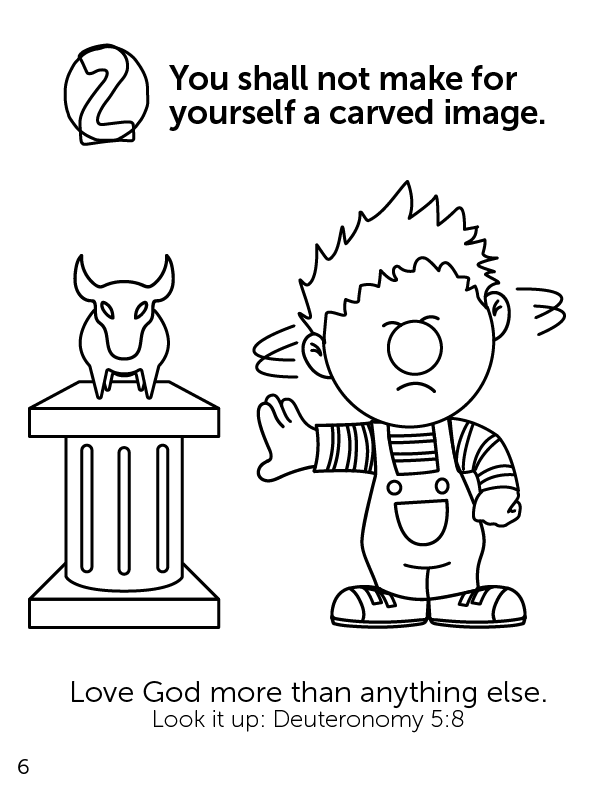 2
You shall not make for
yourself a carved image.
Love God more than anything else.
Look it up: Deuteronomy 5:8
6